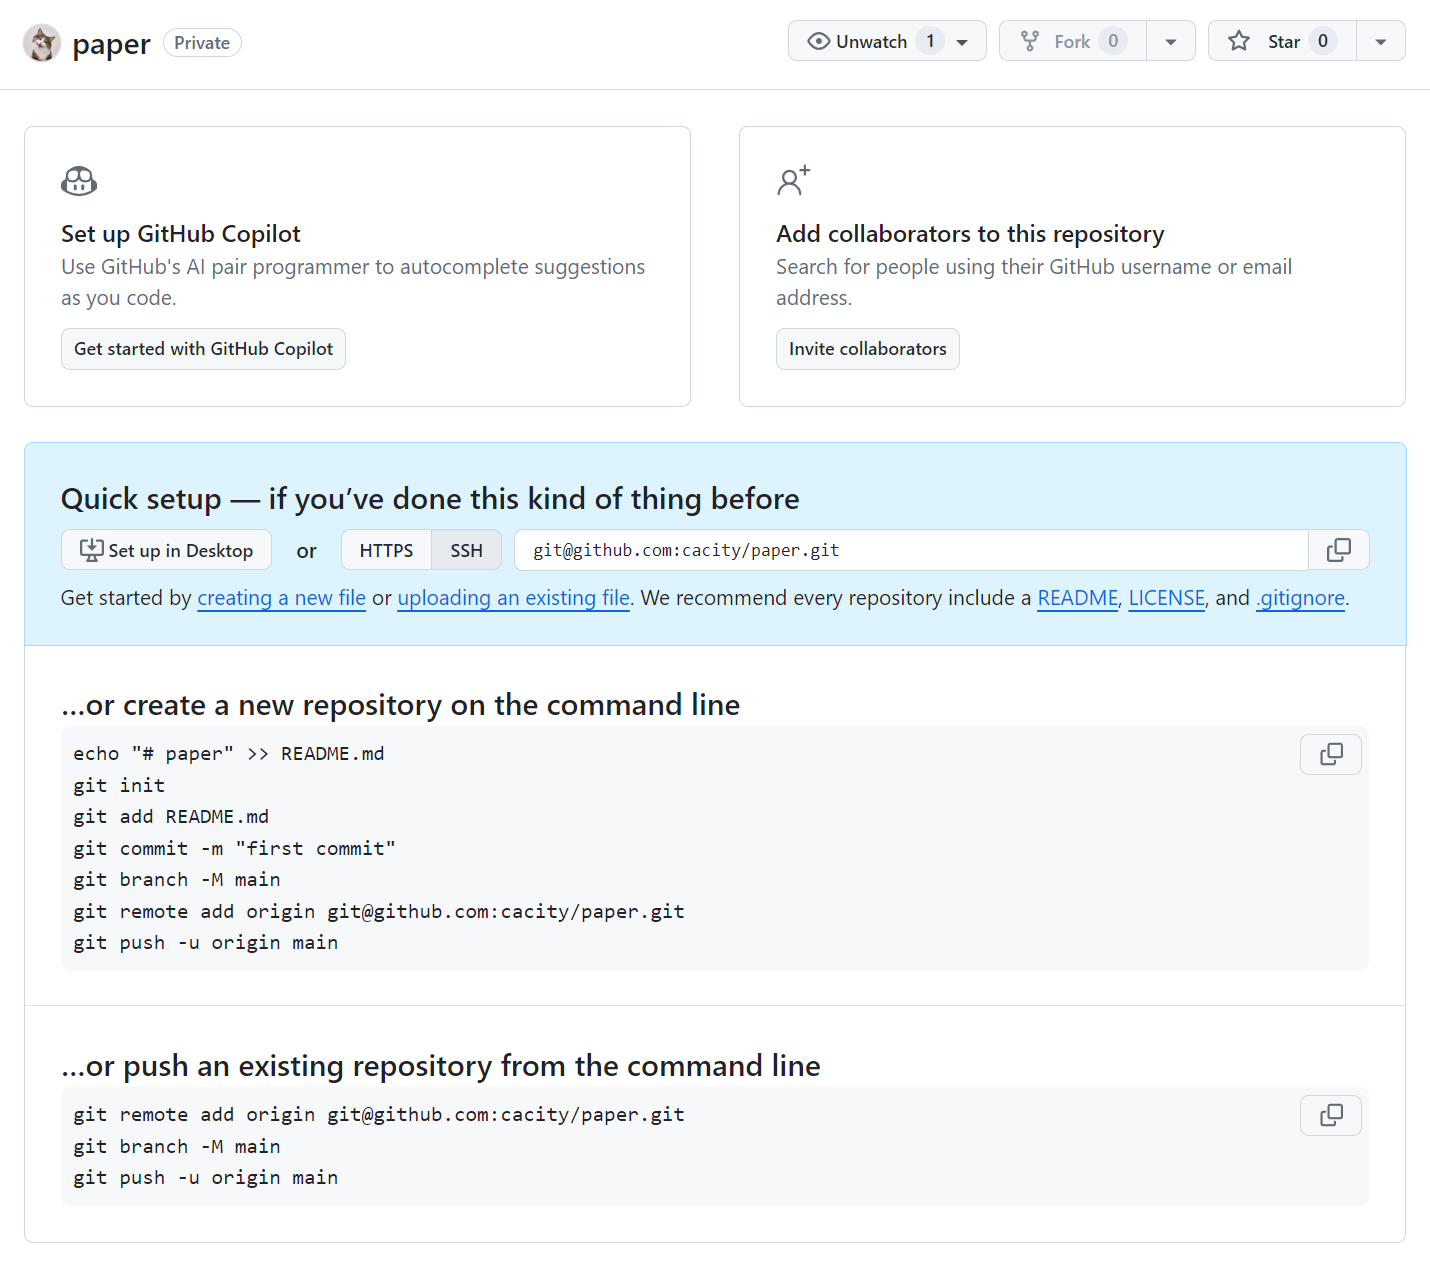 paper Private Unwatch 1 Fork 0 Star 0
Set up GitHub Copilot
Use GitHub's AI pair programmer to autocomplete suggestions
as you code.
Get started with GitHub Copilot
Add collaborators to this repository
Search for people using their GitHub username or email
address.
Invite collaborators
Quick setup — if you’ve done this kind of thing before
Set up in Desktop or HTTPS SSH git@github.com:cacity/paper.git
Get started by creating a new file or uploading an existing file. We recommend every repository include a README, LICENSE, and .gitignore.
…or create a new repository on the command line
echo "# paper" >> README.md
git init
git add README.md
git commit -m "first commit"
git branch -M main
git remote add origin git@github.com:cacity/paper.git
git push -u origin main
…or push an existing repository from the command line
git remote add origin git@github.com:cacity/paper.git
git branch -M main
git push -u origin main